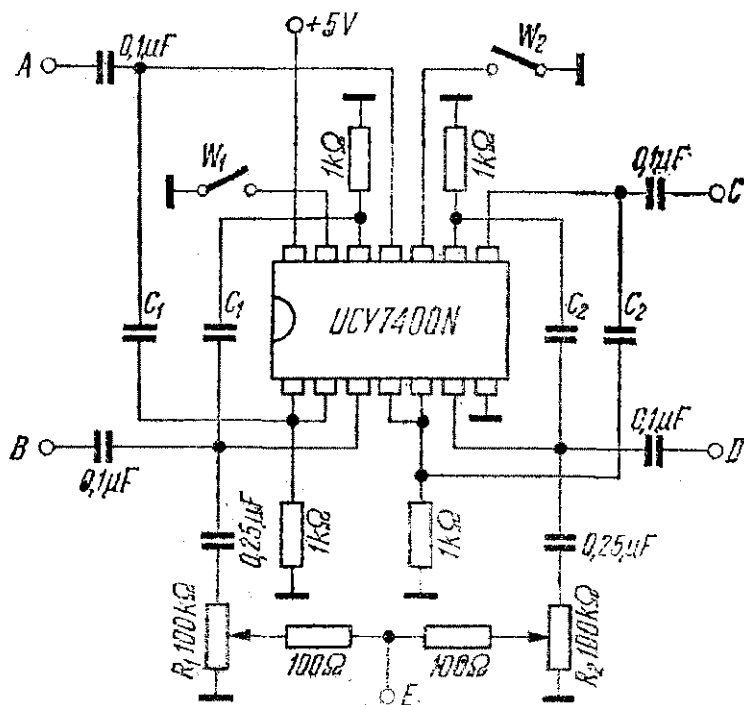 +5V
W2
A
0,1µF
1kΩ
1kΩ
W1
0,1µF
C
C1
C1
UCY7400N
C2
C2
B
0,1µF
0,1µF
D
0,25µF
1kΩ
1kΩ
0,25µF
R1 100kΩ
100Ω
100Ω
R2 100kΩ
E